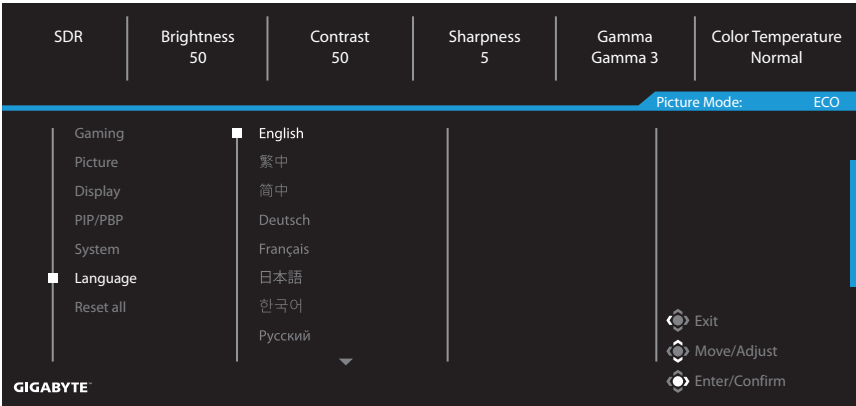 SDR
Brightness
50
Contrast
50
Sharpness
5
Gamma
Gamma 3
Color Temperature
Normal
Picture Mode: ECO
Gaming
Picture
Display
PIP/PBP
System
Language
Reset all
English
繁中
简中
Deutsch
Français
日本語
한국어
Русский
Exit
Move/Adjust
Enter/Confirm
GIGABYTE™